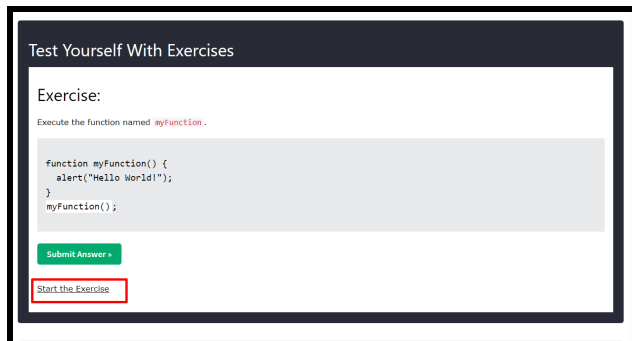 Test Yourself With Exercises
Exercise:
Execute the function named myFunction.
function myFunction() {
  alert("Hello World!");
}
myFunction();
Submit Answer »
Start the Exercise